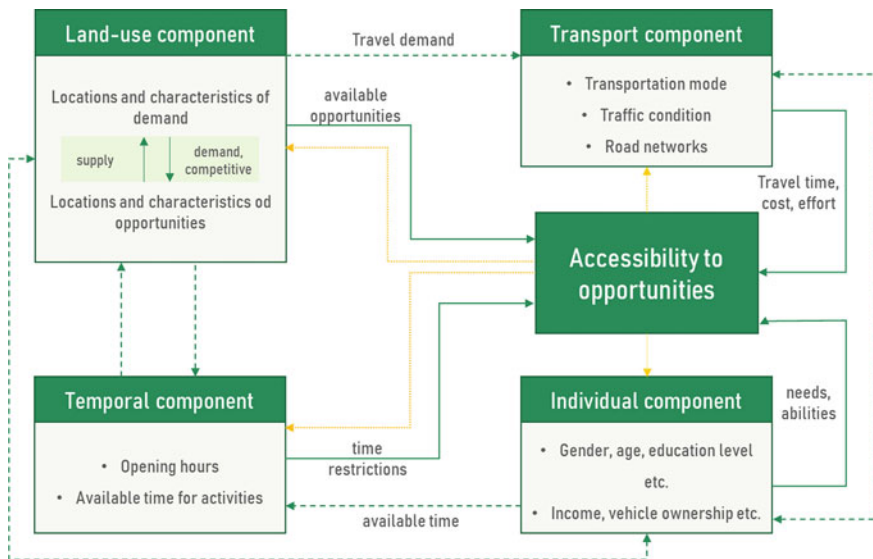 Land-use component
Locations and characteristics of
demand
supply
demand,
competitive
Locations and characteristics od
opportunities
Travel demand
available
opportunities
Transport component
• Transportation mode
• Traffic condition
• Road networks
Travel time,
cost, effort
Accessibility to
opportunities
Temporal component
• Opening hours
• Available time for activities
time
restrictions
available time
Individual component
• Gender, age, education level
etc.
• Income, vehicle ownership etc.
needs,
abilities